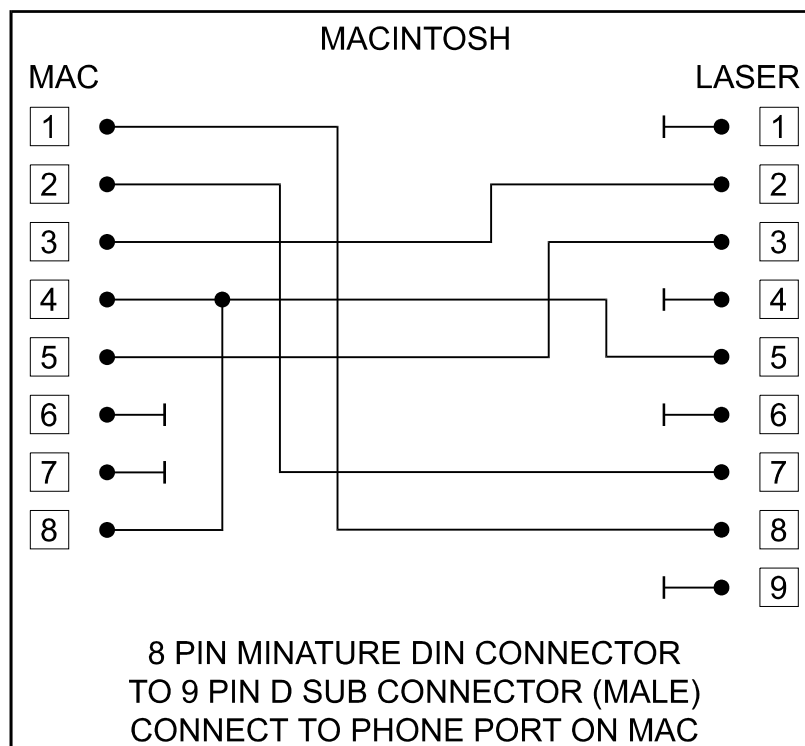 MACINTOSH
MAC LASER
1 1
2 2
3 3
4 4
5 5
6 6
7 7
8 8
9
8 PIN MINATURE DIN CONNECTOR
TO 9 PIN D SUB CONNECTOR (MALE)
CONNECT TO PHONE PORT ON MAC